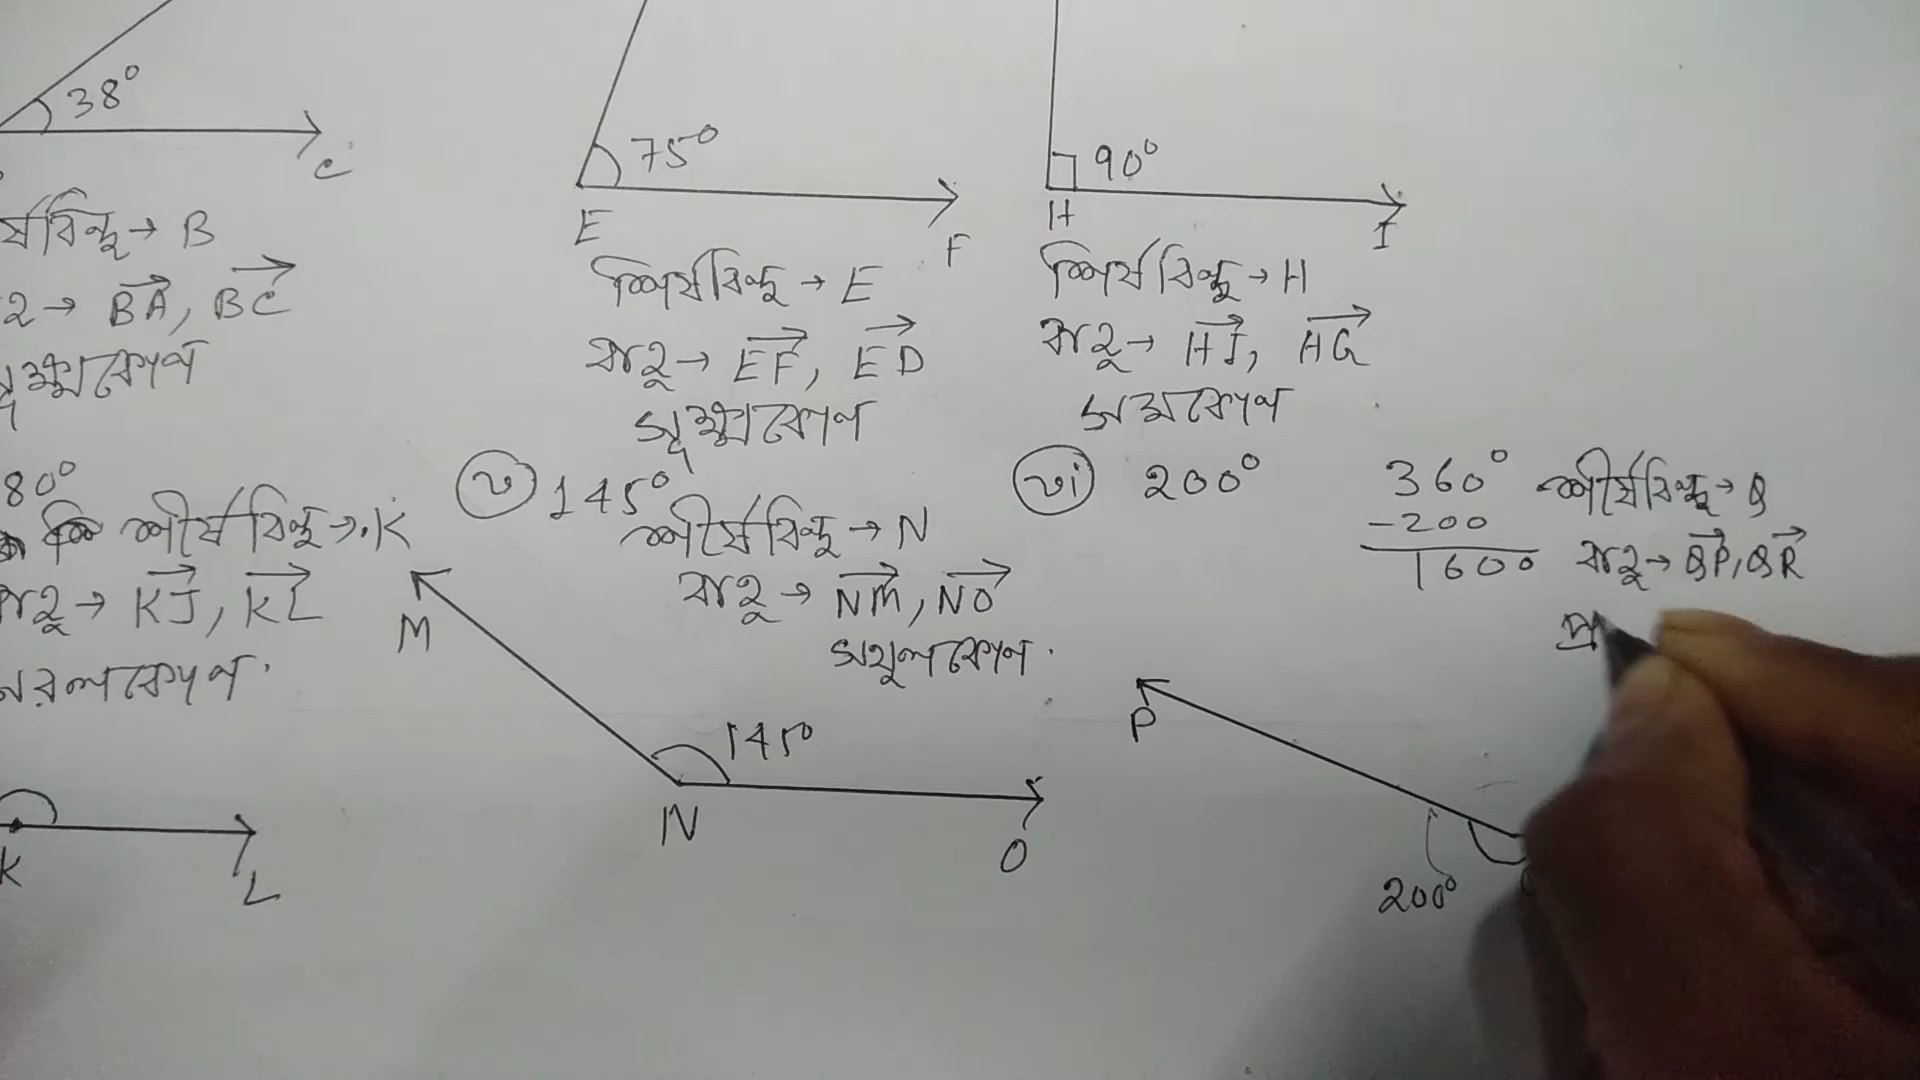 38°
C
র্ষবিন্দু → B
হু → BA, BC
সূক্ষ্মকোণ
75°
E
F
শির্ষবিন্দু → E
বাহু → EF, ED
সূক্ষ্মকোণ
90°
H
I
শির্ষবিন্দু → H
বাহু → HI, HG
সমকোণ
80°
শীর্ষবিন্দু → K
বাহু → KJ, KL
সরলকোণ
K
L
v 145°
শীর্ষবিন্দু → N
বাহু → NM, NO
স্থূলকোণ
M
145°
N
O
vi 200°
360°
-200
160°
শীর্ষবিন্দু → Q
বাহু → QP, QR
প্র
P
200°